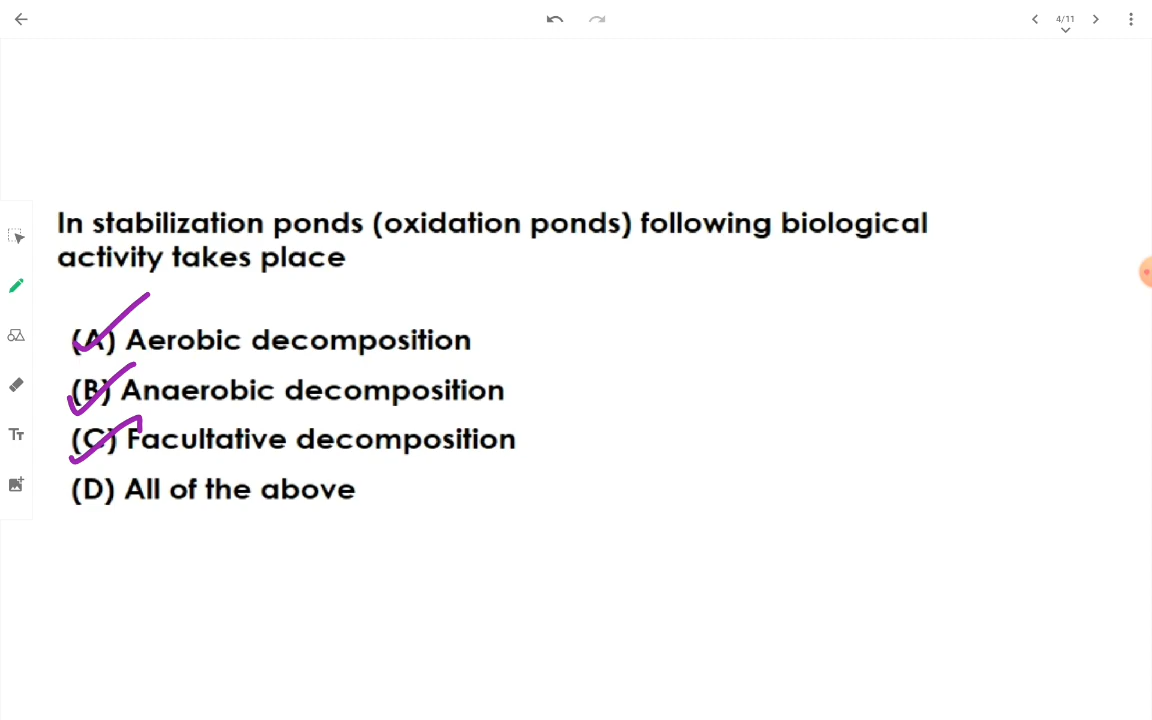 4/11
In stabilization ponds (oxidation ponds) following biological
activity takes place
(A) Aerobic decomposition
(B) Anaerobic decomposition
(C) Facultative decomposition
(D) All of the above
Tт